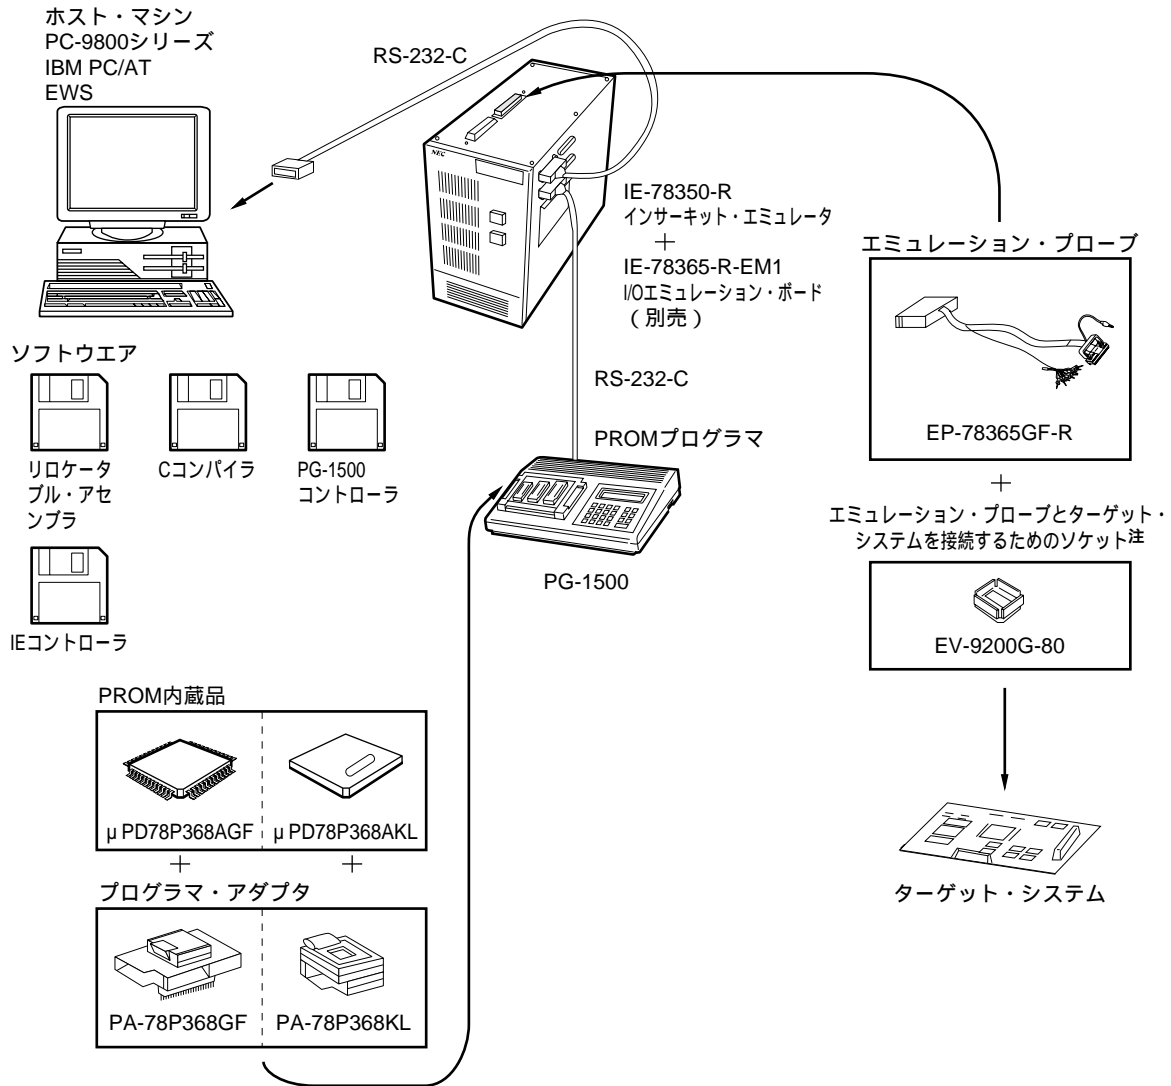 ホスト・マシン
PC-9800シリーズ
IBM PC/AT
EWS
RS-232-C
NEC
IE-78350-R
インサーキット・エミュレータ
+
IE-78365-R-EM1
I/Oエミュレーション・ボード
（別売）
エミュレーション・プローブ
EP-78365GF-R
+
エミュレーション・プローブとターゲット・
システムを接続するためのソケット注
EV-9200G-80
ターゲット・システム
ソフトウエア
リロケータ
ブル・アセ
ンブラ
Cコンパイラ
PG-1500
コントローラ
IEコントローラ
RS-232-C
PROMプログラマ
PG-1500
PROM内蔵品
μPD78P368AGF
μPD78P368AKL
+
+
プログラマ・アダプタ
PA-78P368GF
PA-78P368KL